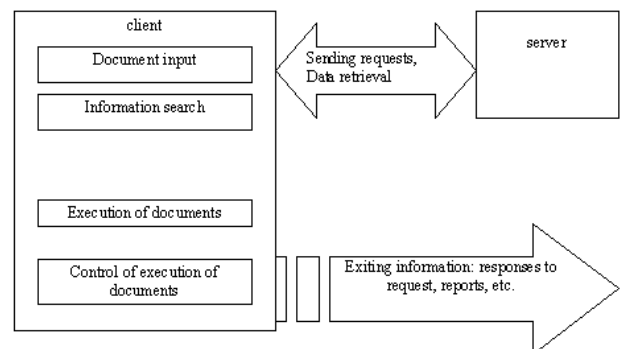 client
Document input
Information search
Execution of documents
Control of execution of
documents
Sending requests,
Data retrieval
server
Exiting information: responses to
request, reports, etc.